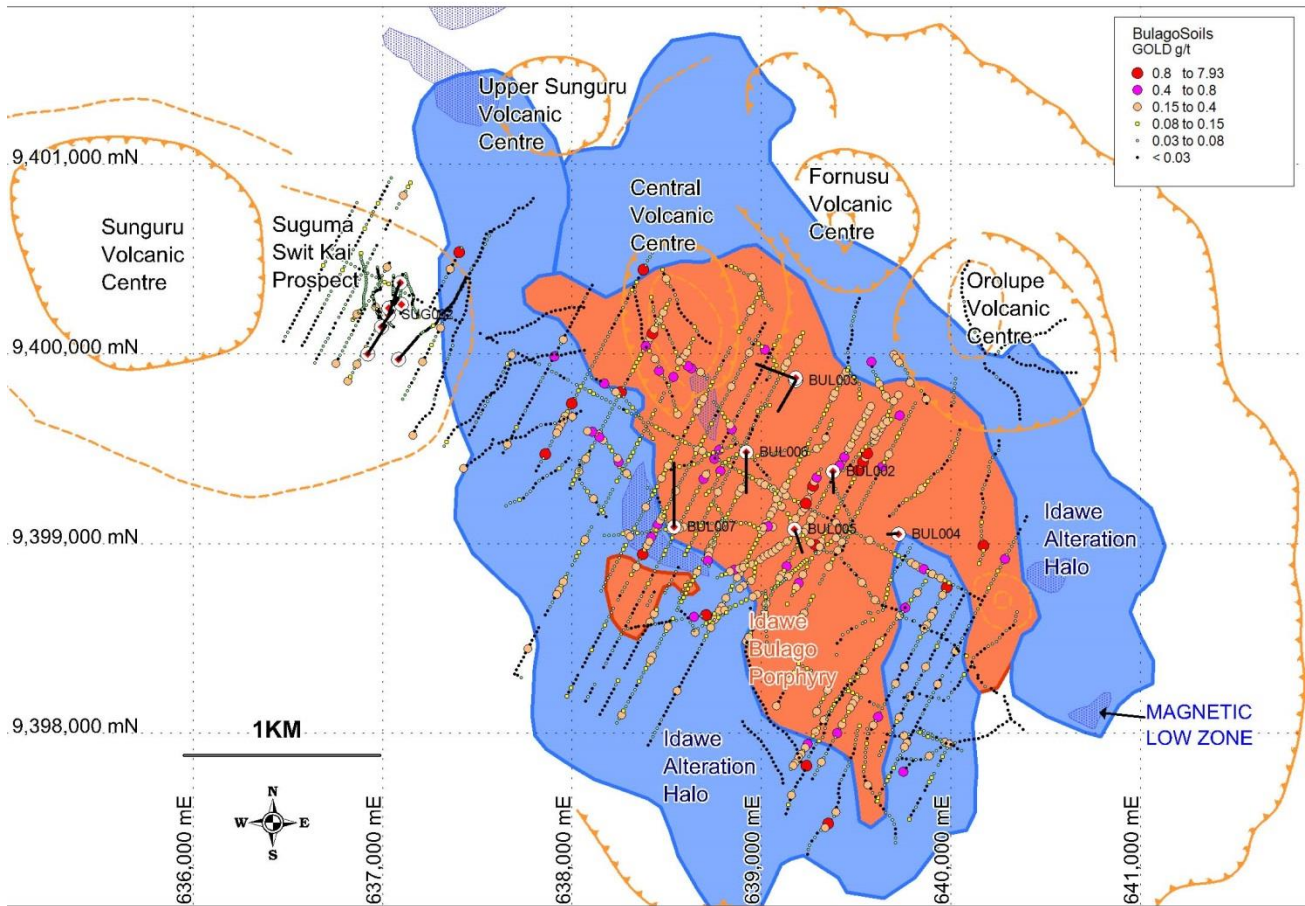 BulagoSoils
GOLD g/t
0.8 to 7.93
0.4 to 0.8
0.15 to 0.4
0.08 to 0.15
0.03 to 0.08
< 0.03
Upper Sunguru
Volcanic
Centre
9,401,000 mN
Sunguru
Volcanic
Centre
Suguma
Swit Kai
Prospect
Central
Volcanic
Centre
Fornusu
Volcanic
Centre
Orolupe
Volcanic
Centre
9,400,000 mN
BUL003
BUL006
BUL002
BUL007
BUL005
BUL004
9,399,000 mN
Idawe
Alteration
Halo
Idawe
Bulago
Porphyry
9,398,000 mN
1KM
Idawe
Alteration
Halo
MAGNETIC
LOW ZONE
N
W E
S
636,000 mE
637,000 mE
638,000 mE
639,000 mE
640,000 mE
641,000 mE